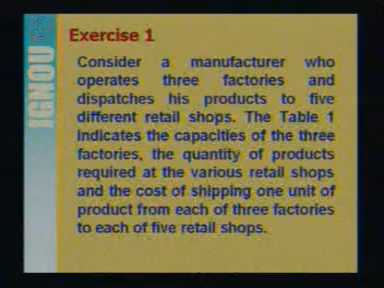 IGNOU
Exercise 1
Consider a manufacturer who
operates three factories and
dispatches his products to five
different retail shops. The Table 1
indicates the capacities of the three
factories, the quantity of products
required at the various retail shops
and the cost of shipping one unit of
product from each of three factories
to each of five retail shops.